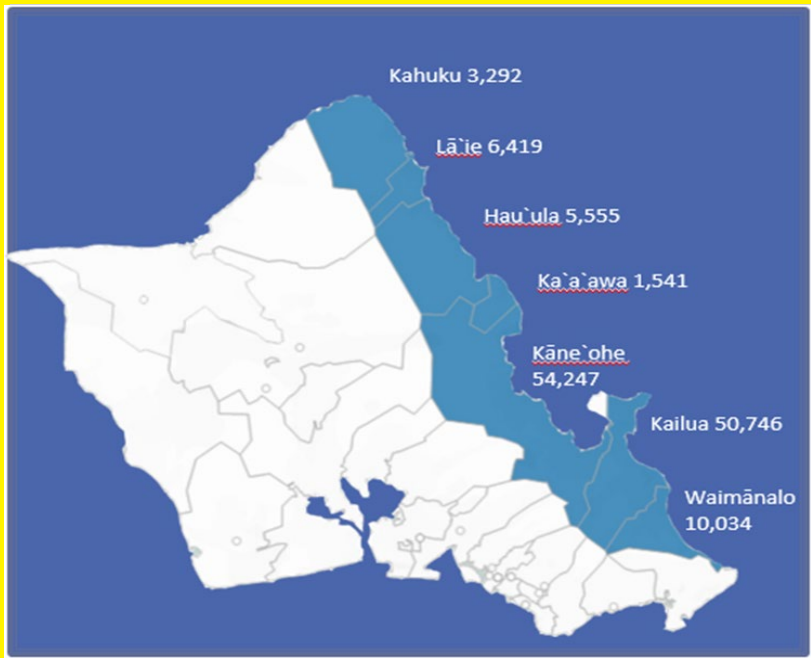 Kahuku 3,292
Lā`ie 6,419
Hau`ula 5,555
Ka`a`awa 1,541
Kāne`ohe
54,247
Kailua 50,746
Waimānalo
10,034